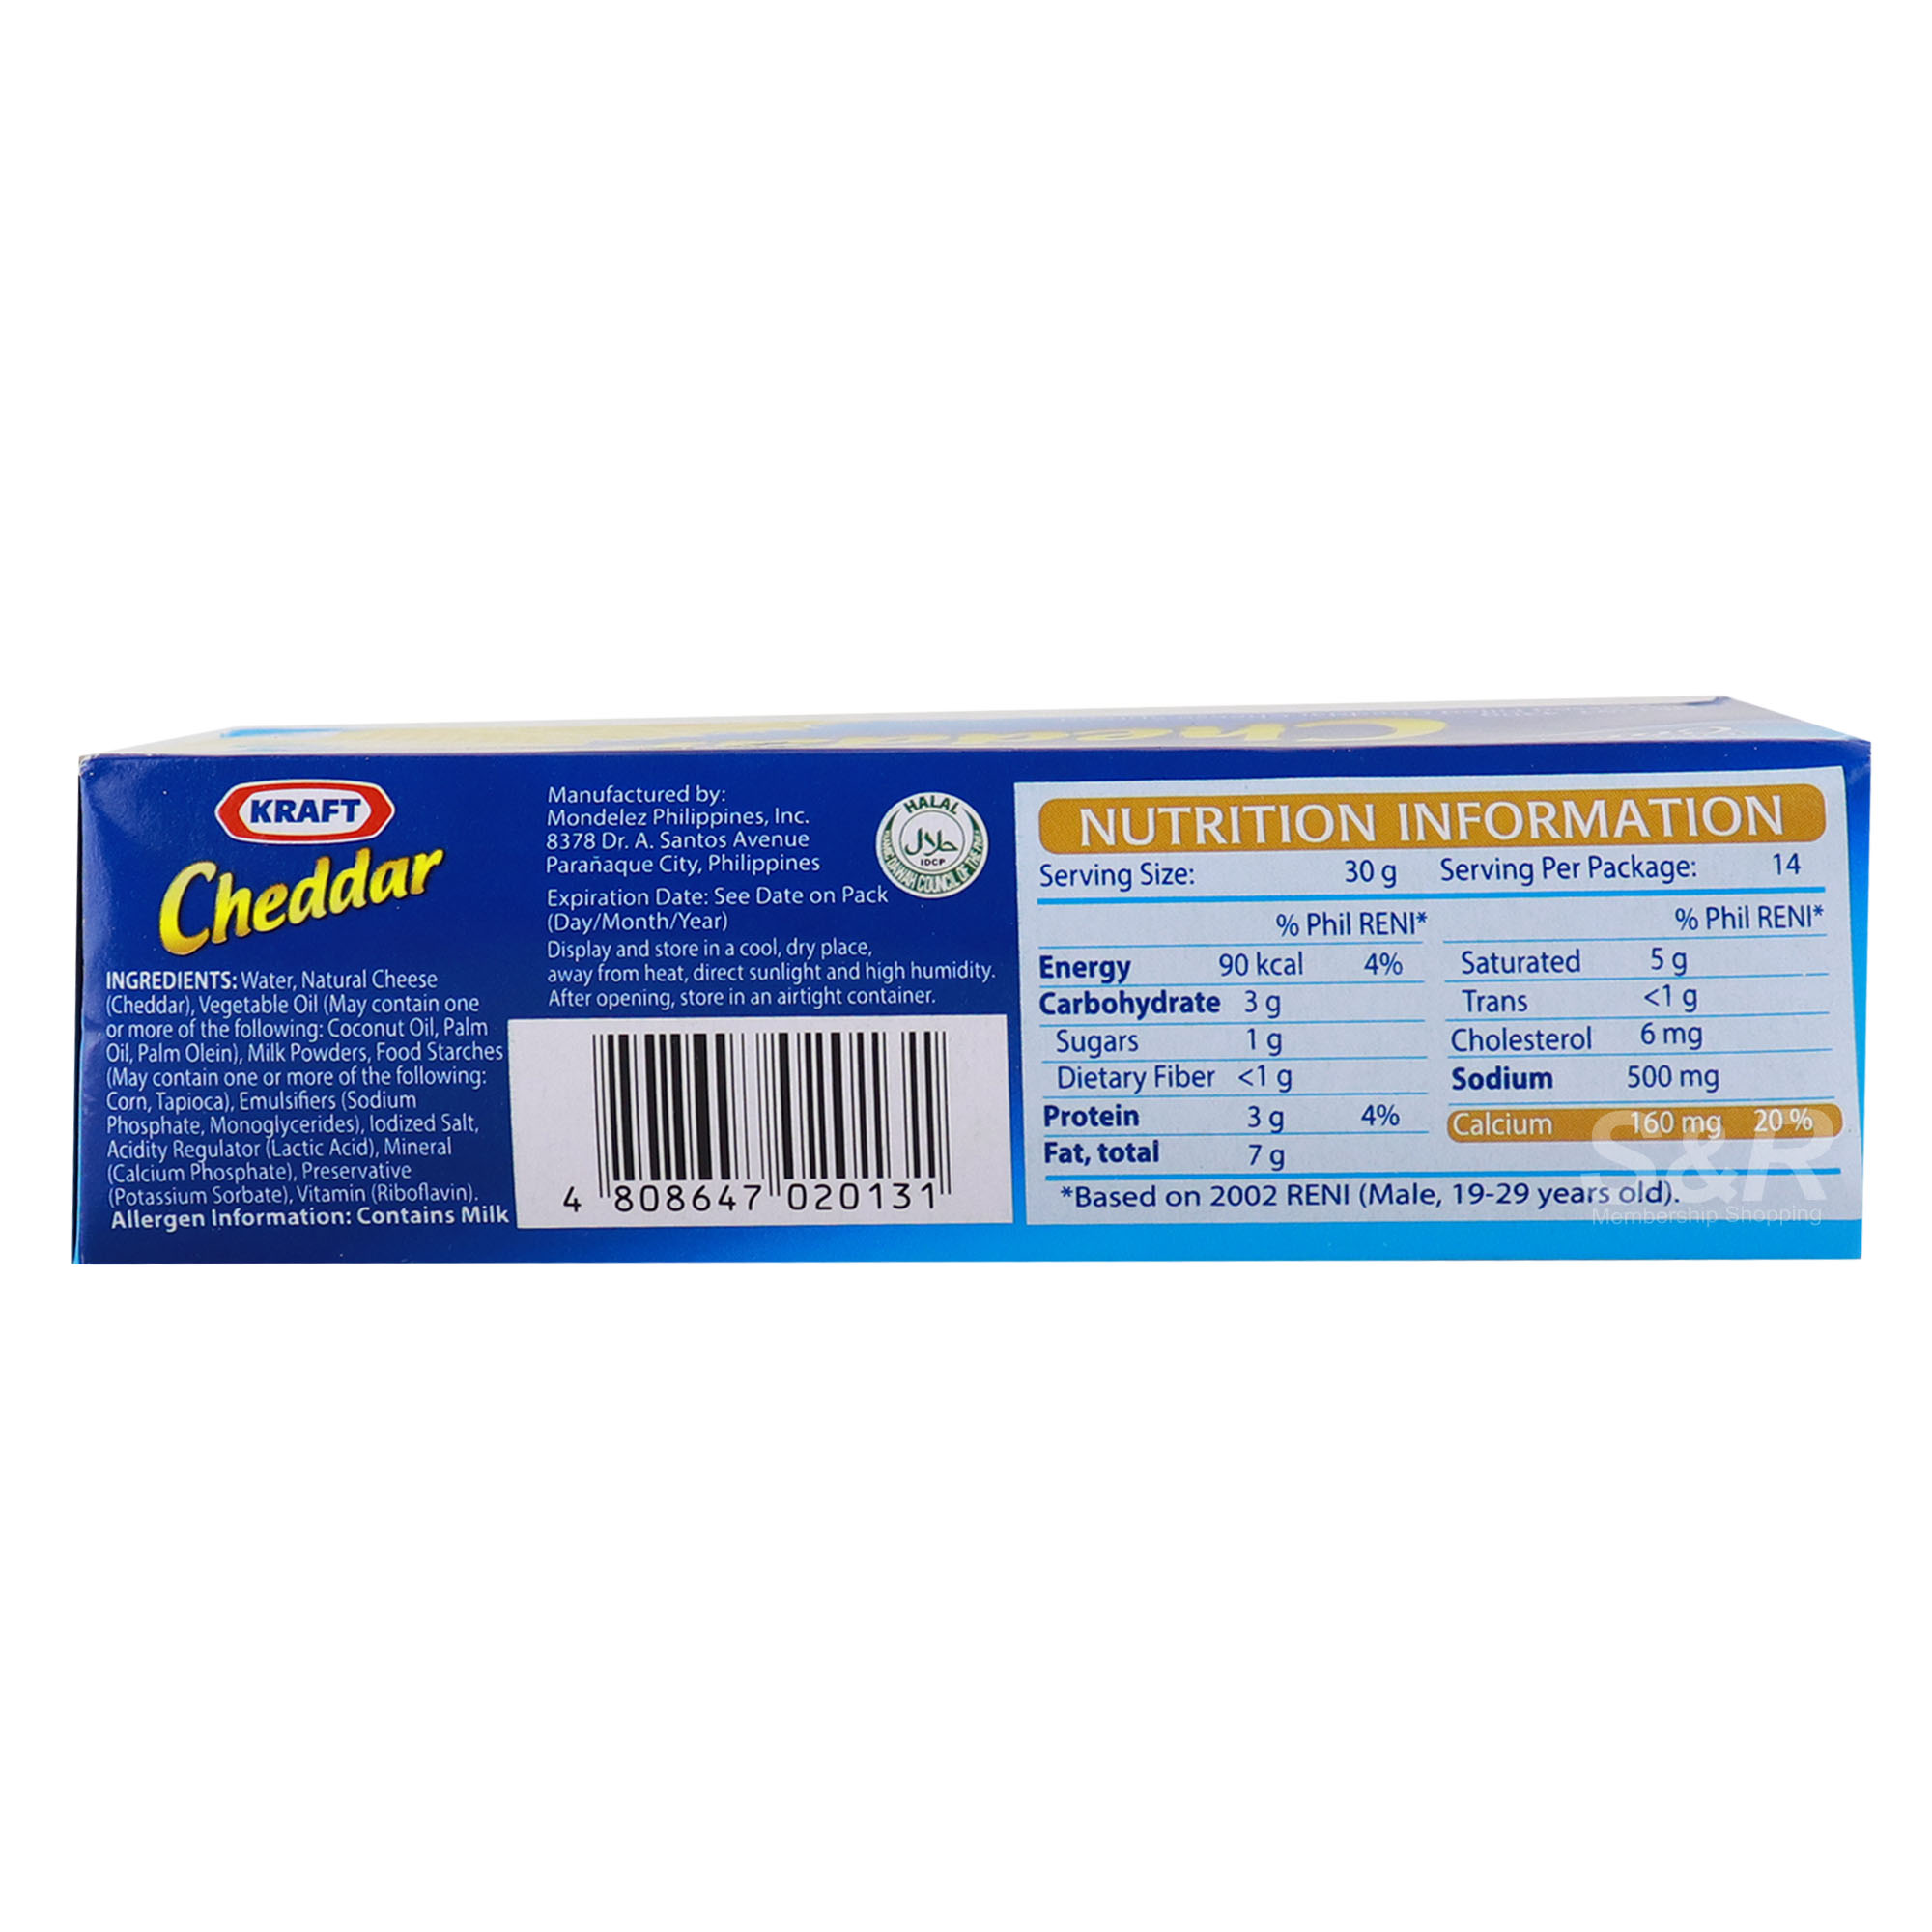 KRAFT
Cheddar
INGREDIENTS: Water, Natural Cheese
(Cheddar), Vegetable Oil (May contain one
or more of the following: Coconut Oil, Palm
Oil, Palm Olein), Milk Powders, Food Starches
(May contain one or more of the following:
Corn, Tapioca), Emulsifiers (Sodium
Phosphate, Monoglycerides), Iodized Salt,
Acidity Regulator (Lactic Acid), Mineral
(Calcium Phosphate), Preservative
(Potassium Sorbate), Vitamin (Riboflavin).
Allergen Information: Contains Milk
Manufactured by:
Mondelez Philippines, Inc.
8378 Dr. A. Santos Avenue
Parañaque City, Philippines
Expiration Date: See Date on Pack
(Day/Month/Year)
Display and store in a cool, dry place,
away from heat, direct sunlight and high humidity.
After opening, store in an airtight container.
HALAL
حلال
IDCP
4 808647 020131
NUTRITION INFORMATION
Serving Size: 30 g Serving Per Package: 14
% Phil RENI*
Energy 90 kcal 4%
Carbohydrate 3 g
Sugars 1 g
Dietary Fiber <1 g
Protein 3 g 4%
Fat, total 7 g
% Phil RENI*
Saturated 5 g
Trans <1 g
Cholesterol 6 mg
Sodium 500 mg
Calcium 160 mg 20 %
*Based on 2002 RENI (Male, 19-29 years old).
S&R
Membership Shopping
Cheddar